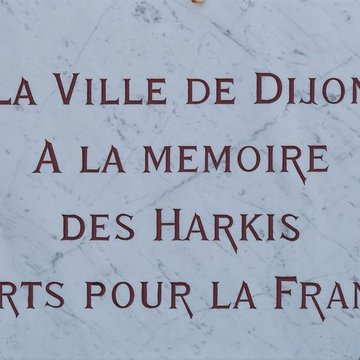 LA VILLE DE DIJON
A LA MEMOIRE
DES HARKIS
RTS POUR LA FRAN